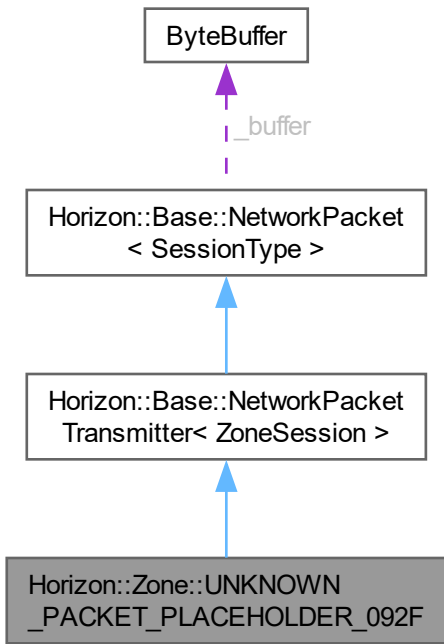 ByteBuffer
_buffer
Horizon::Base::NetworkPacket
< SessionType >
Horizon::Base::NetworkPacket
Transmitter< ZoneSession >
Horizon::Zone::UNKNOWN
_PACKET_PLACEHOLDER_092F